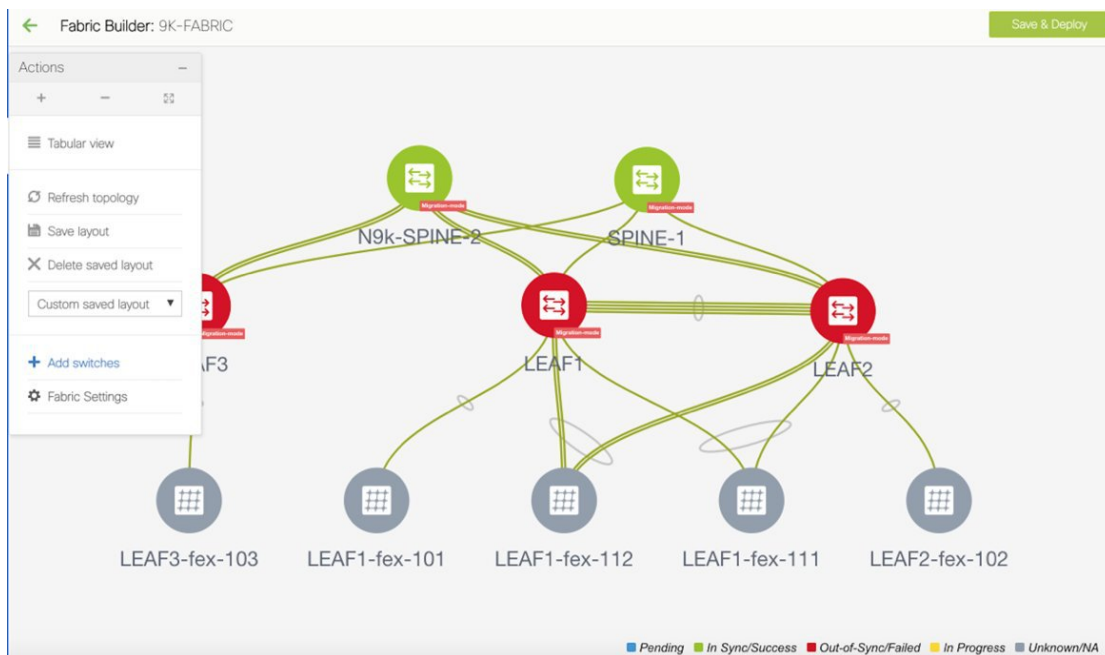 Fabric Builder: 9K-FABRIC
Save & Deploy
Actions
Tabular view
Refresh topology
Save layout
Delete saved layout
Custom saved layout
Add switches
Fabric Settings
Migration-mode
Migration-mode
N9k-SPINE-2
SPINE-1
Migration-mode
Migration-mode
Migration-mode
AF3
LEAF1
LEAF2
LEAF3-fex-103
LEAF1-fex-101
LEAF1-fex-112
LEAF1-fex-111
LEAF2-fex-102
Pending In Sync/Success Out-of-Sync/Failed In Progress Unknown/NA